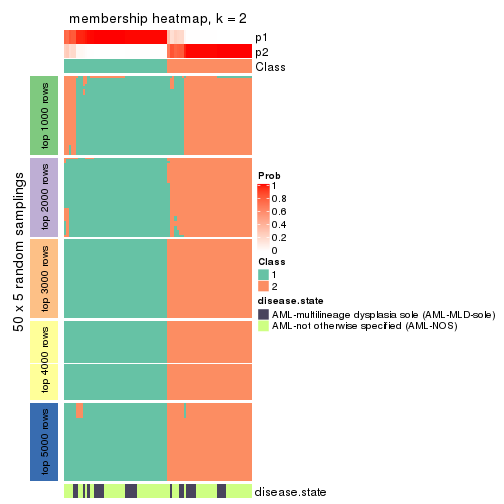 membership heatmap, k = 2
p1
p2
Class
50 x 5 random samplings
top 1000 rows
top 2000 rows
top 3000 rows
top 4000 rows
top 5000 rows
Prob
1
0.8
0.6
0.4
0.2
0
Class
1
2
disease.state
AML-multilineage dysplasia sole (AML-MLD-sole)
AML-not otherwise specified (AML-NOS)
disease.state